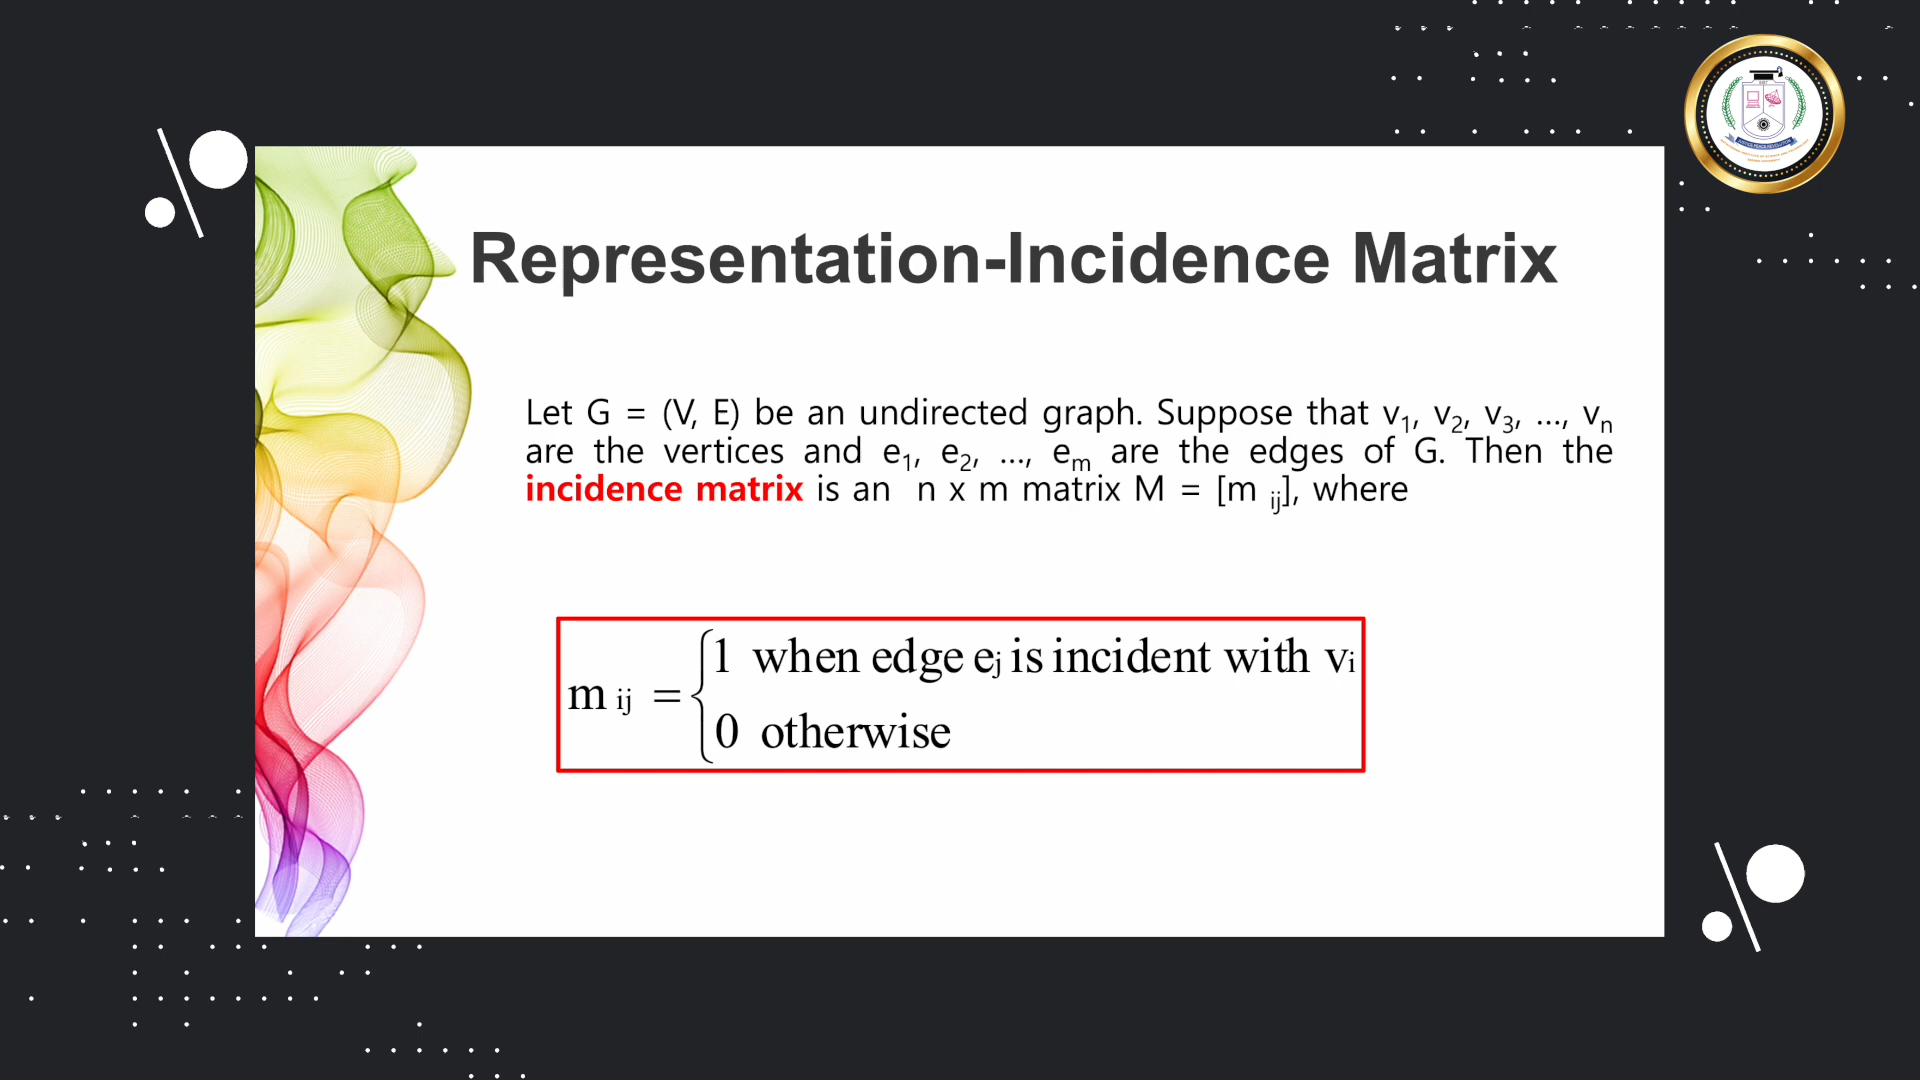 Representation-Incidence Matrix
Let G = (V, E) be an undirected graph. Suppose that v1, v2, v3, ..., vn
are the vertices and e1, e2, ..., em are the edges of G. Then the
incidence matrix is an n x m matrix M = [m ij], where
m ij = { 1 when edge ej is incident with vi
0 otherwise